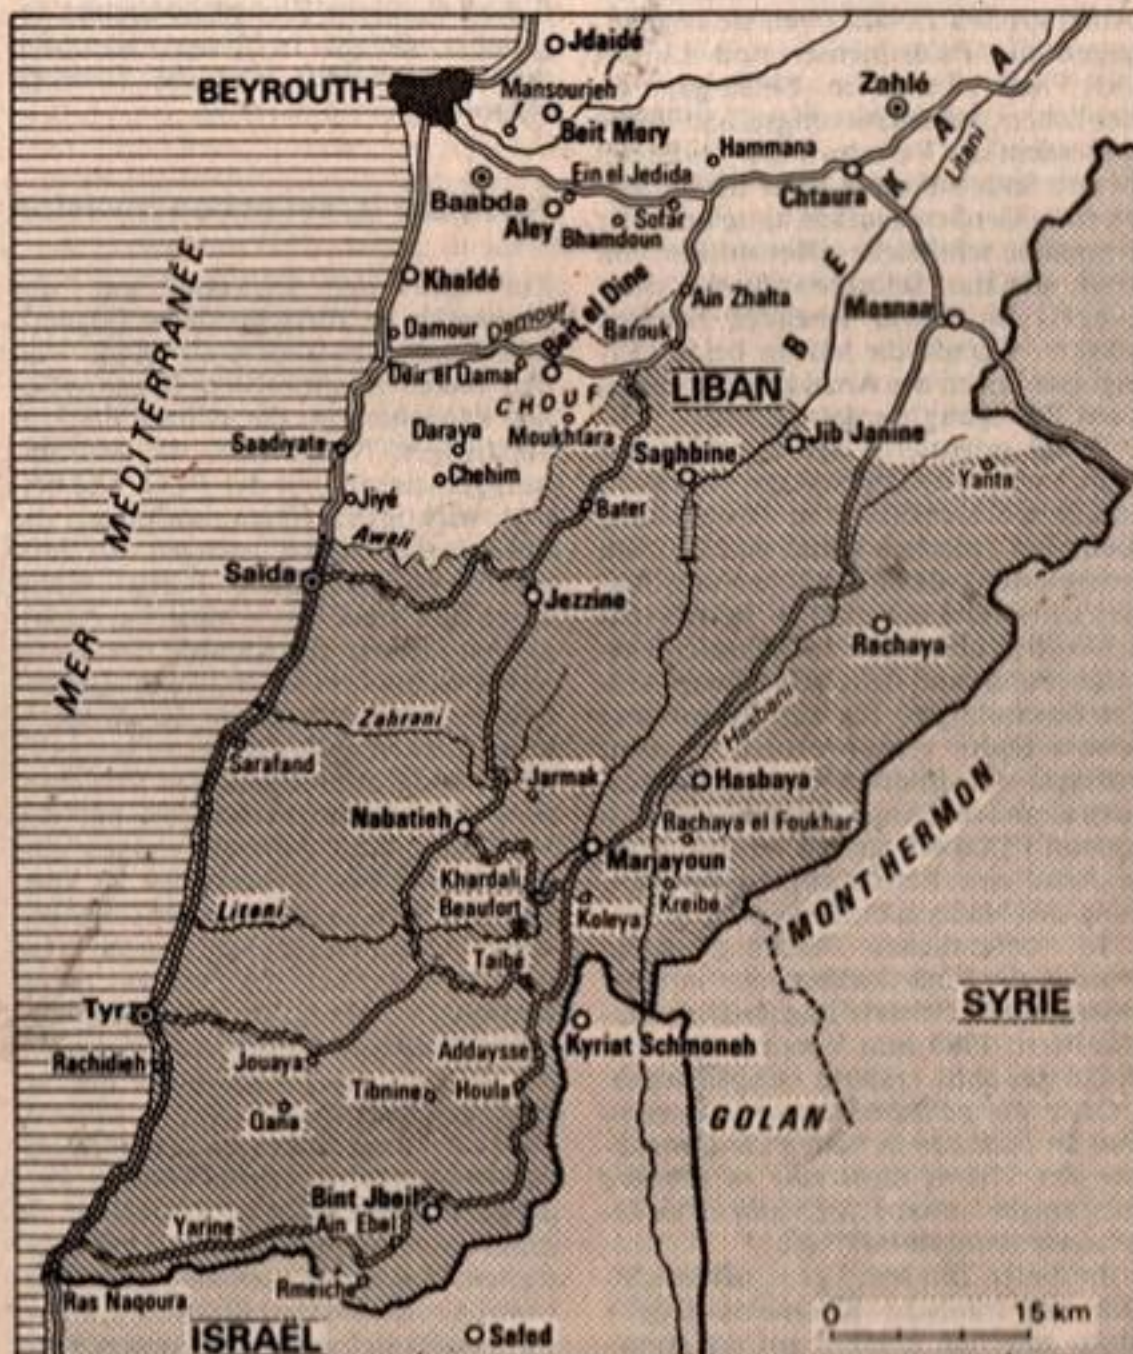 Jdaidé
BEYROUTH
Mansourjeh
Zahlé
Beit Mery
Hammana
Litani
Ein el Jedida
Chtaura
Baabda
Aley
Sofar
Bhamdoun
BEKAA
Khaldé
Ain Zhalta
Masnaa
Damour
Damour
Beit el Dine
Barouk
Deir el Qamar
LIBAN
CHOUF
Daraya
Moukhtara
Saadiyate
Saghbine
Jib Janine
Chehim
Yanta
Jiyé
Bater
Awali
MER MÉDITERRANÉE
Saïda
Jezzine
Rachaya
Zahrani
Hasbani
Sarafand
Jarmak
Hasbaya
Nabatieh
Rachaya el Foukhar
Marjayoun
Khardali
Beaufort
Kreibé
Koleya
Litani
MONT HERMON
Taibé
SYRIE
Tyr
Kyriat Schmoneh
Rachidieh
Jouaya
Addaysse
Tibnine
Houla
Qana
GOLAN
Bint Jbeil
Ain Ebel
Yarine
Rmeiche
Ras Naqoura
0 15 km
ISRAËL
Safed